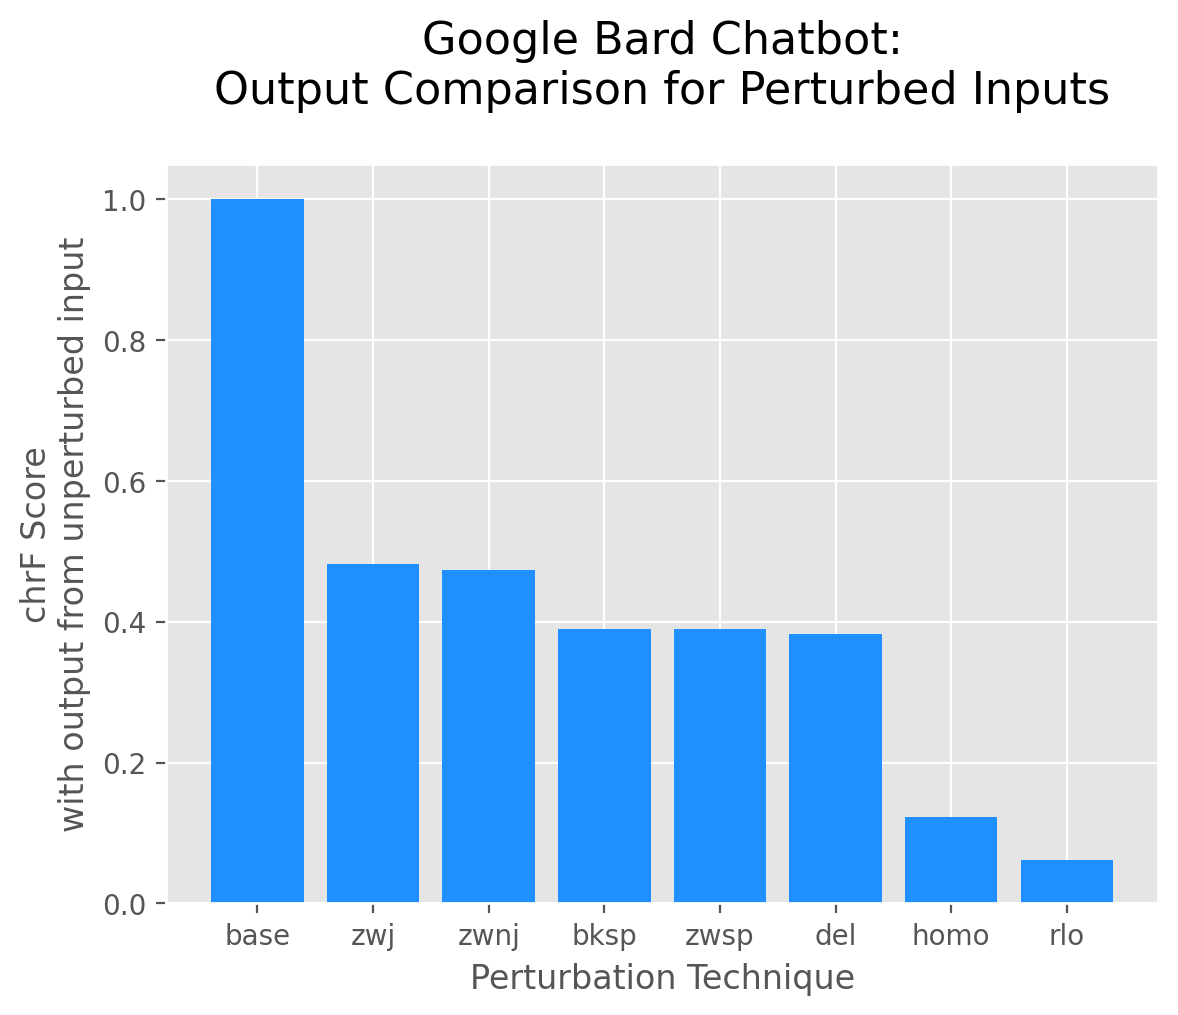 Google Bard Chatbot:
Output Comparison for Perturbed Inputs
chrF Score
with output from unperturbed input
1.0
0.8
0.6
0.4
0.2
0.0
base zwj zwnj bksp zwsp del homo rlo
Perturbation Technique